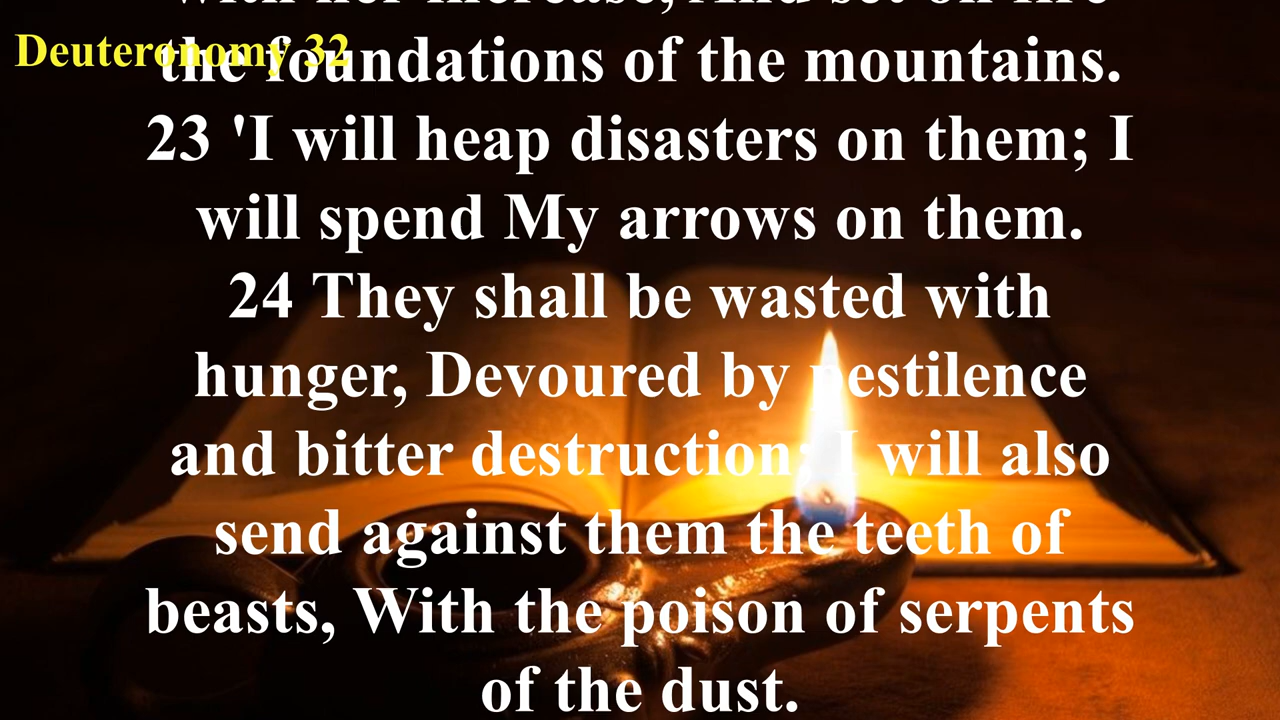 with her increase, And set on fire
Deuteronomy 32
the foundations of the mountains.
23 'I will heap disasters on them; I
will spend My arrows on them.
24 They shall be wasted with
hunger, Devoured by pestilence
and bitter destruction; I will also
send against them the teeth of
beasts, With the poison of serpents
of the dust.